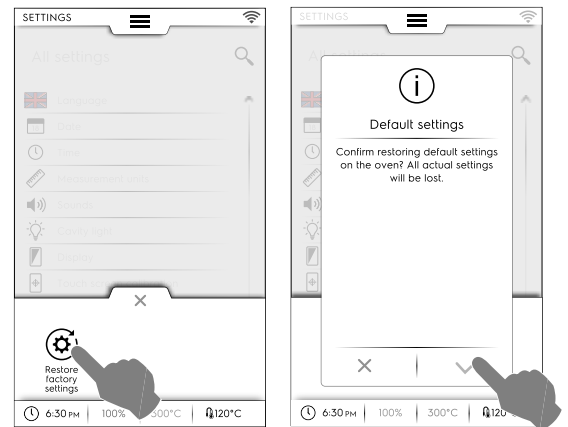 SETTINGS
All settings
Language
Date
Time
Measurement units
Sounds
Cavity light
Display
Restore
factory
settings
6:30 PM 100% 300°C 120°C
SETTINGS
Default settings
Confirm restoring default settings
on the oven? All actual settings
will be lost.
6:30 PM 100% 300°C 120